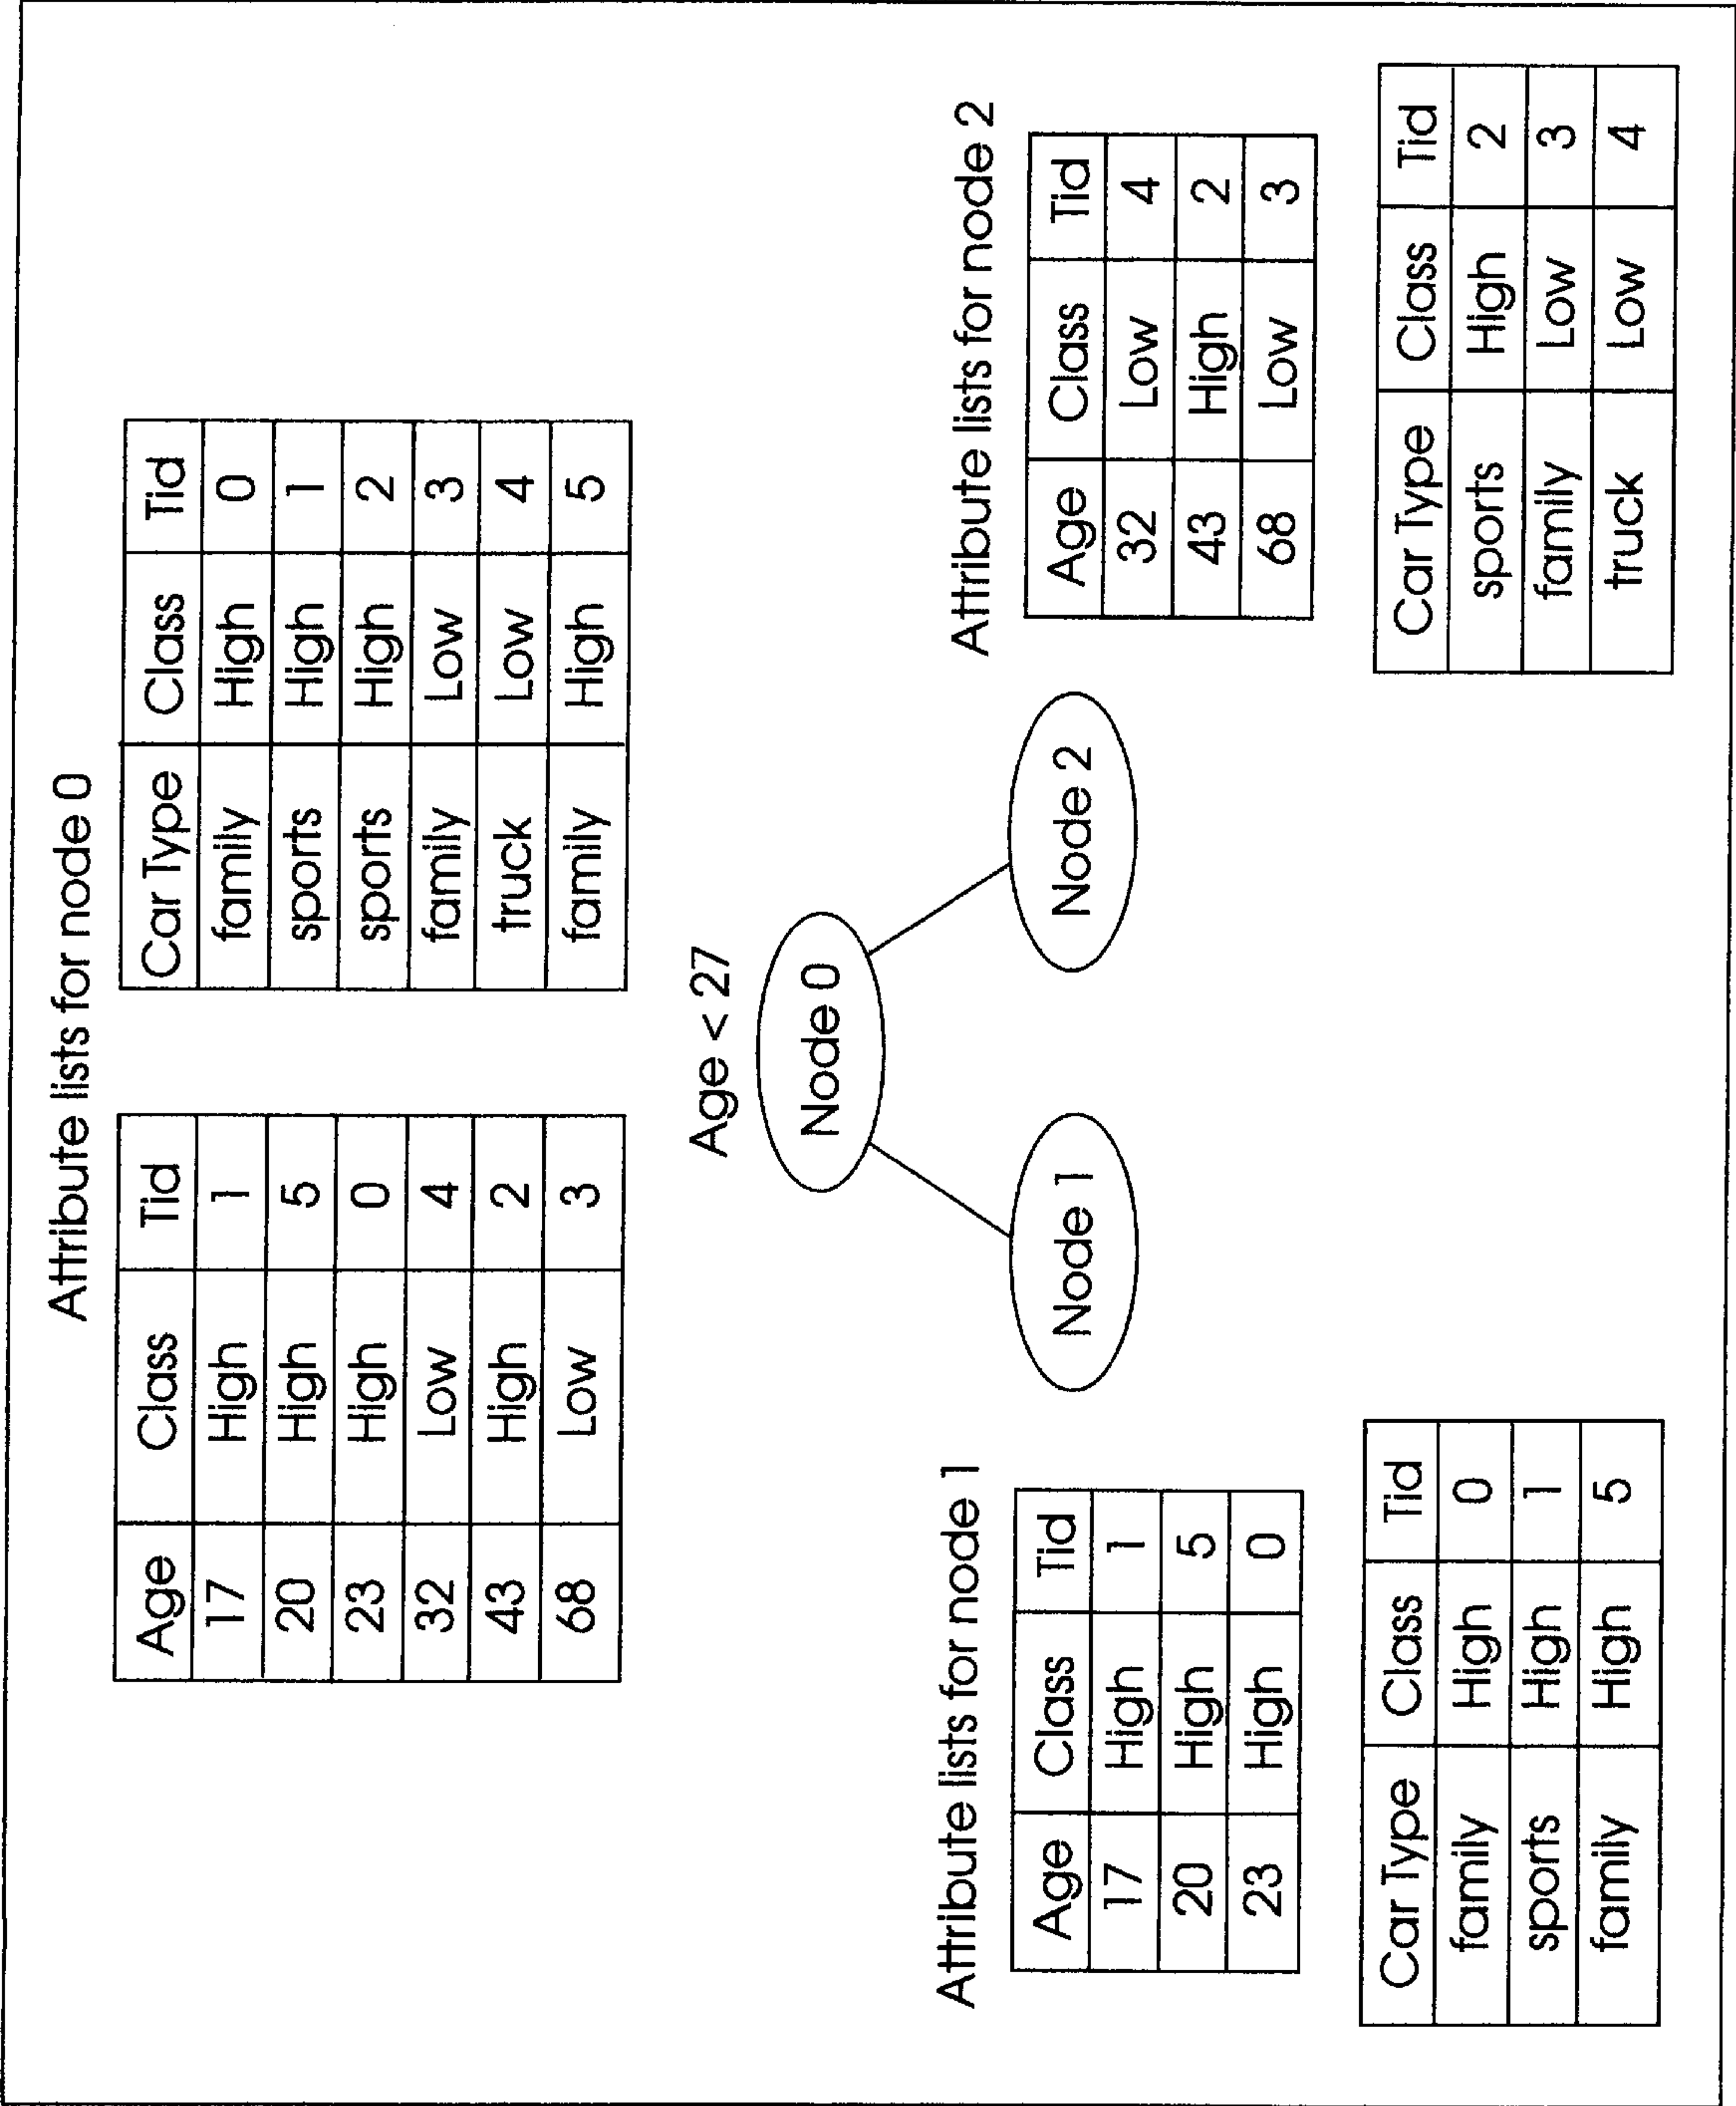 Attribute lists for node 0
Age Class Tid
17 High 1
20 High 5
23 High 0
32 Low 4
43 High 2
68 Low 3
Car Type Class Tid
family High 0
sports High 1
sports High 2
family Low 3
truck Low 4
family High 5
Age < 27
Node 0
Node 1
Node 2
Attribute lists for node 1
Age Class Tid
17 High 1
20 High 5
23 High 0
Car Type Class Tid
family High 0
sports High 1
family High 5
Attribute lists for node 2
Age Class Tid
32 Low 4
43 High 2
68 Low 3
Car Type Class Tid
sports High 2
family Low 3
truck Low 4